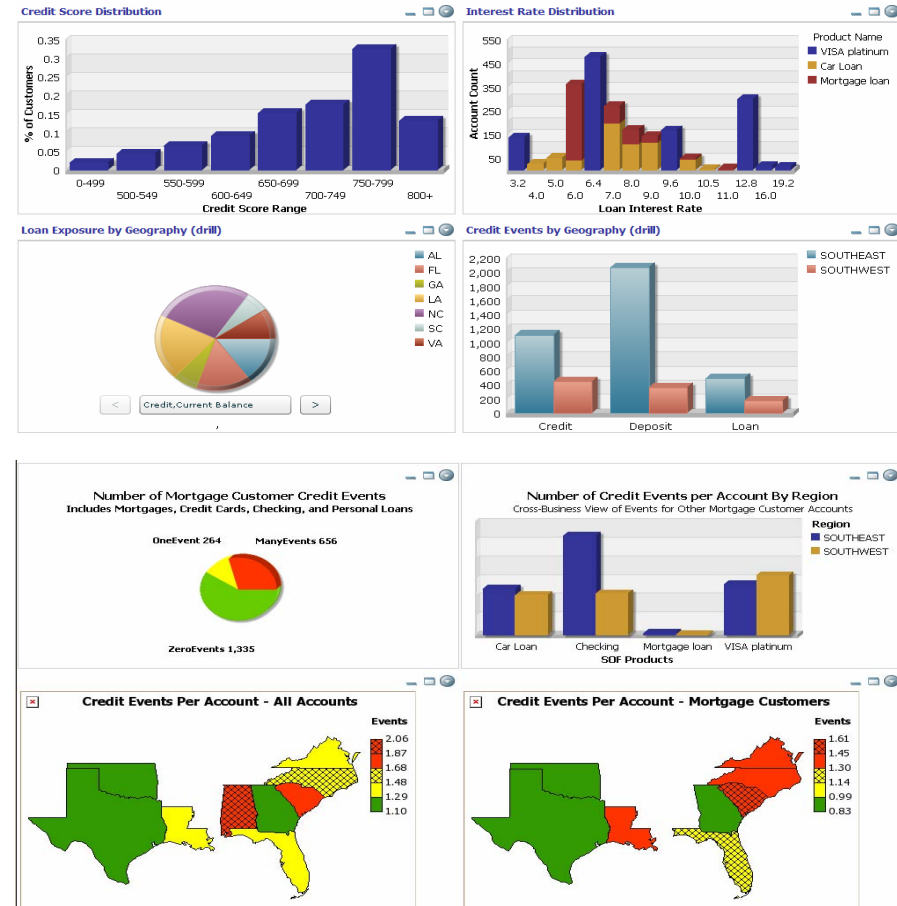 Credit Score Distribution
% of Customers
0.35
0.3
0.25
0.2
0.15
0.1
0.05
0
0-499
500-549
550-599
600-649
650-699
700-749
750-799
800+
Credit Score Range
Interest Rate Distribution
Account Count
550
450
350
250
150
50
3.2
4.0
5.0
6.0
6.4
7.0
8.0
9.0
9.6
10.0
10.5
11.0
12.8
16.0
19.2
Loan Interest Rate
Product Name
VISA platinum
Car Loan
Mortgage loan
Loan Exposure by Geography (drill)
AL
FL
GA
LA
NC
SC
VA
<
Credit,Current Balance
>
,
Credit Events by Geography (drill)
2,200
2,000
1,800
1,600
1,400
1,200
1,000
800
600
400
200
0
Credit
Deposit
Loan
SOUTHEAST
SOUTHWEST
Number of Mortgage Customer Credit Events
Includes Mortgages, Credit Cards, Checking, and Personal Loans
OneEvent 264
ManyEvents 656
ZeroEvents 1,335
Number of Credit Events per Account By Region
Cross-Business View of Events for Other Mortgage Customer Accounts
Region
SOUTHEAST
SOUTHWEST
Car Loan
Checking
Mortgage loan
VISA platinum
SOF Products
Credit Events Per Account - All Accounts
Events
2.06
1.87
1.68
1.48
1.29
1.10
Credit Events Per Account - Mortgage Customers
Events
1.61
1.45
1.30
1.14
0.99
0.83